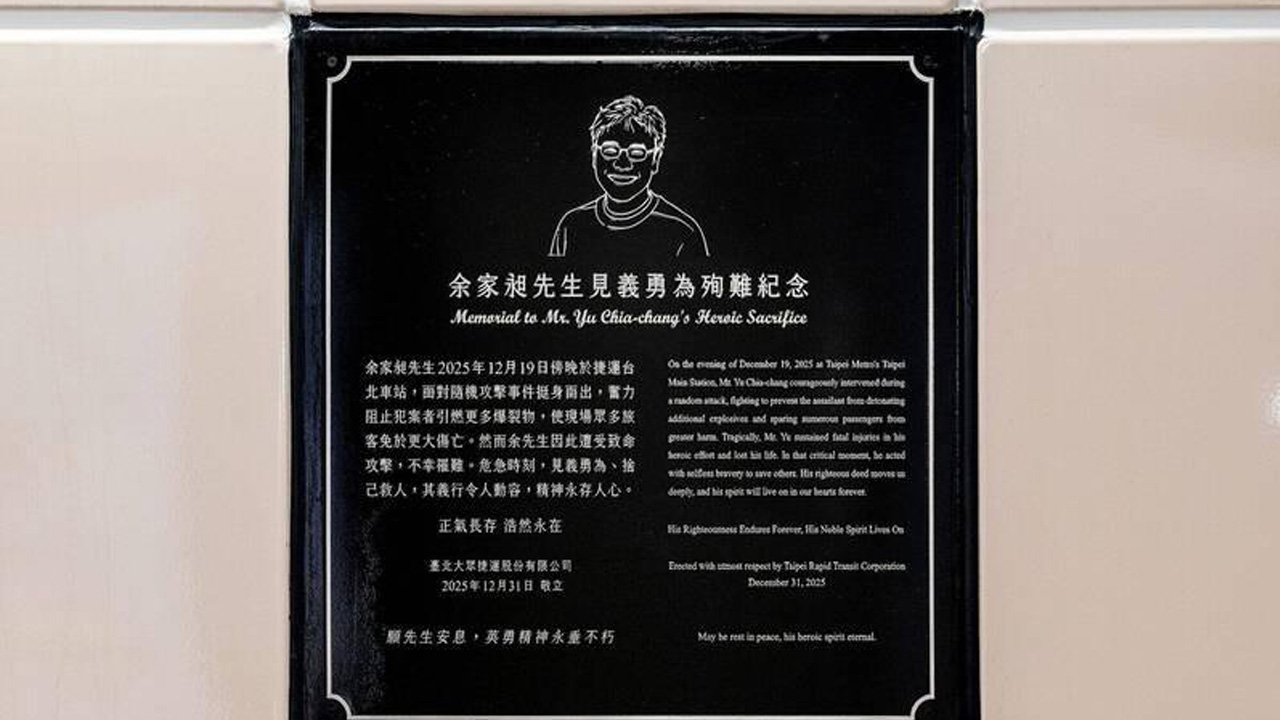 余家昶先生見義勇為殉難紀念
Memorial to Mr. Yu Chia-chang's Heroic Sacrifice
余家昶先生2025年12月19日傍晚於捷運台
北車站，面對隨機攻擊事件挺身而出，奮力
阻止犯案者引燃更多爆裂物，使現場眾多旅
客免於更大傷亡。然而余先生因此遭受致命
攻擊，不幸罹難。危急時刻，見義勇為、捨
己救人，其義行令人動容，精神永存人心。
正氣長存 浩然永在
臺北大眾捷運股份有限公司
2025年12月31日 敬立
願先生安息，英勇精神永垂不朽
On the evening of December 19, 2025 at Taipei Metro's Taipei
Main Station, Mr. Yu Chia-chang courageously intervened during
a random attack, fighting to prevent the assailant from detonating
additional explosives and sparing numerous passengers from
greater harm. Tragically, Mr. Yu sustained fatal injuries in his
heroic effort and lost his life. In that critical moment, he acted
with selfless bravery to save others. His righteous deed moves us
deeply, and his spirit will live on in our hearts forever.
His Righteousness Endures Forever, His Noble Spirit Lives On
Erected with utmost respect by Taipei Rapid Transit Corporation
December 31, 2025
May he rest in peace, his heroic spirit eternal.